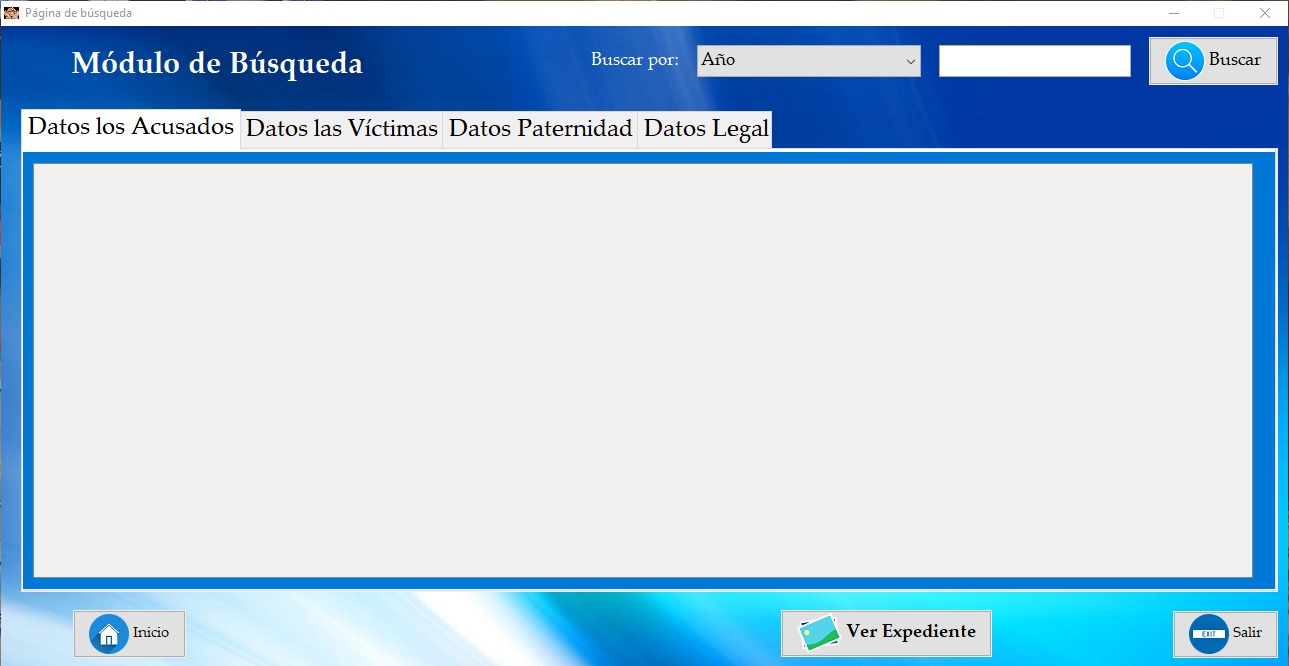 Página de búsqueda
Módulo de Búsqueda
Buscar por:
Año
Buscar
Datos los Acusados
Datos las Víctimas
Datos Paternidad
Datos Legal
Inicio
Ver Expediente
EXIT
Salir